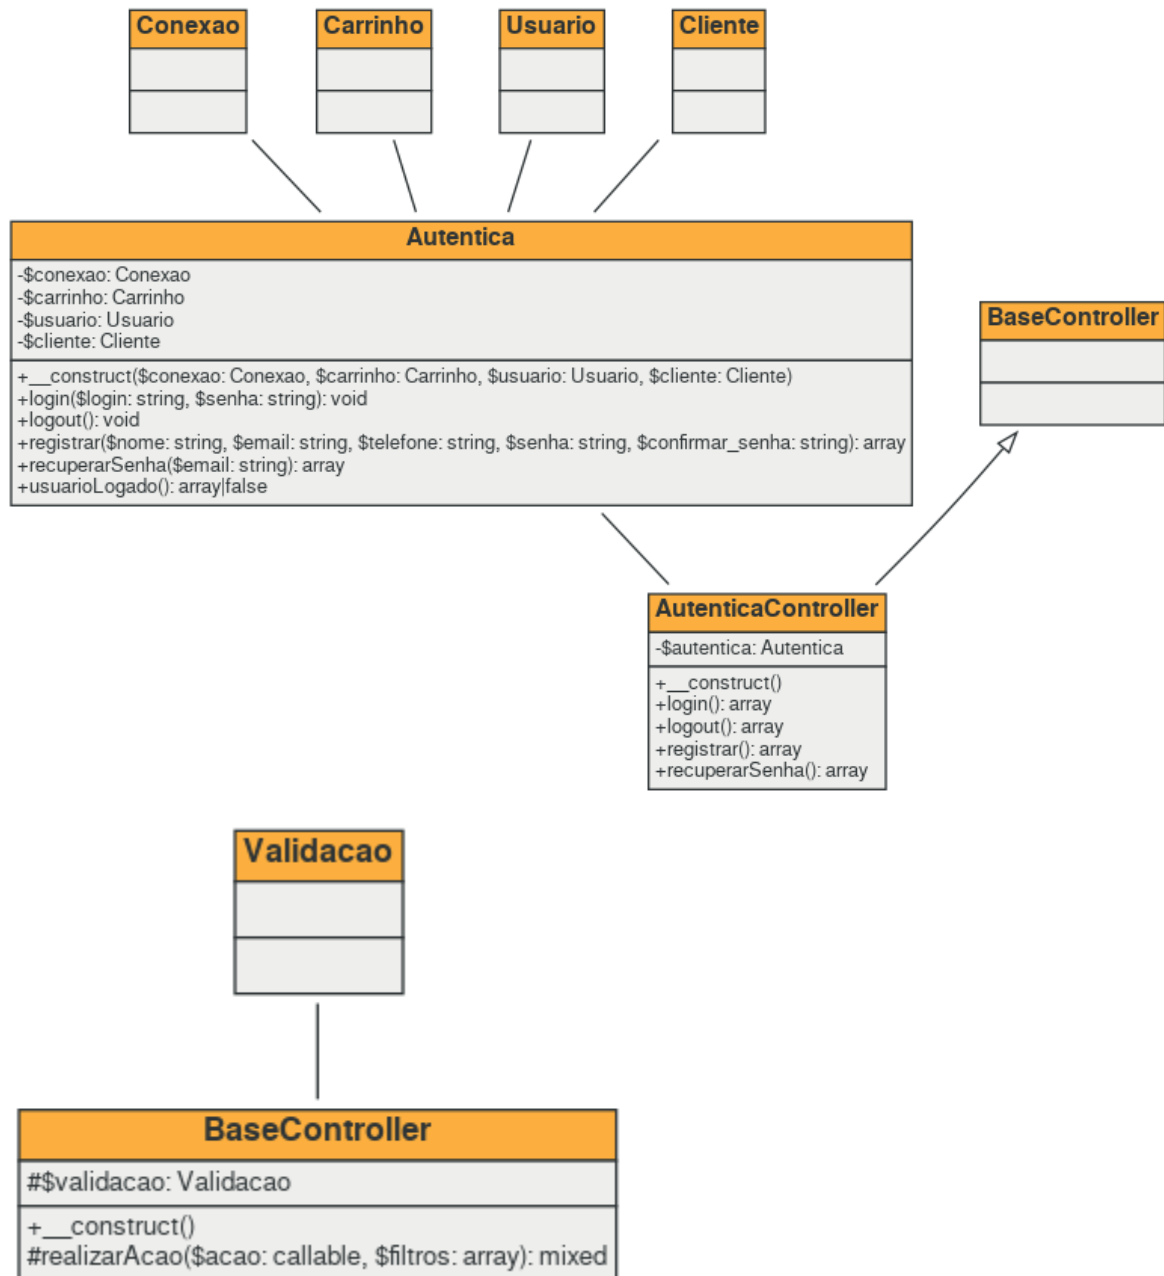 Conexao
Carrinho
Usuario
Cliente
Autentica
-$conexao: Conexao
-$carrinho: Carrinho
-$usuario: Usuario
-$cliente: Cliente
+__construct($conexao: Conexao, $carrinho: Carrinho, $usuario: Usuario, $cliente: Cliente)
+login($login: string, $senha: string): void
+logout(): void
+registrar($nome: string, $email: string, $telefone: string, $senha: string, $confirmar_senha: string): array
+recuperarSenha($email: string): array
+usuarioLogado(): array|false
BaseController
AutenticaController
-$autentica: Autentica
+__construct()
+login(): array
+logout(): array
+registrar(): array
+recuperarSenha(): array
Validacao
BaseController
#$validacao: Validacao
+__construct()
#realizarAcao($acao: callable, $filtros: array): mixed